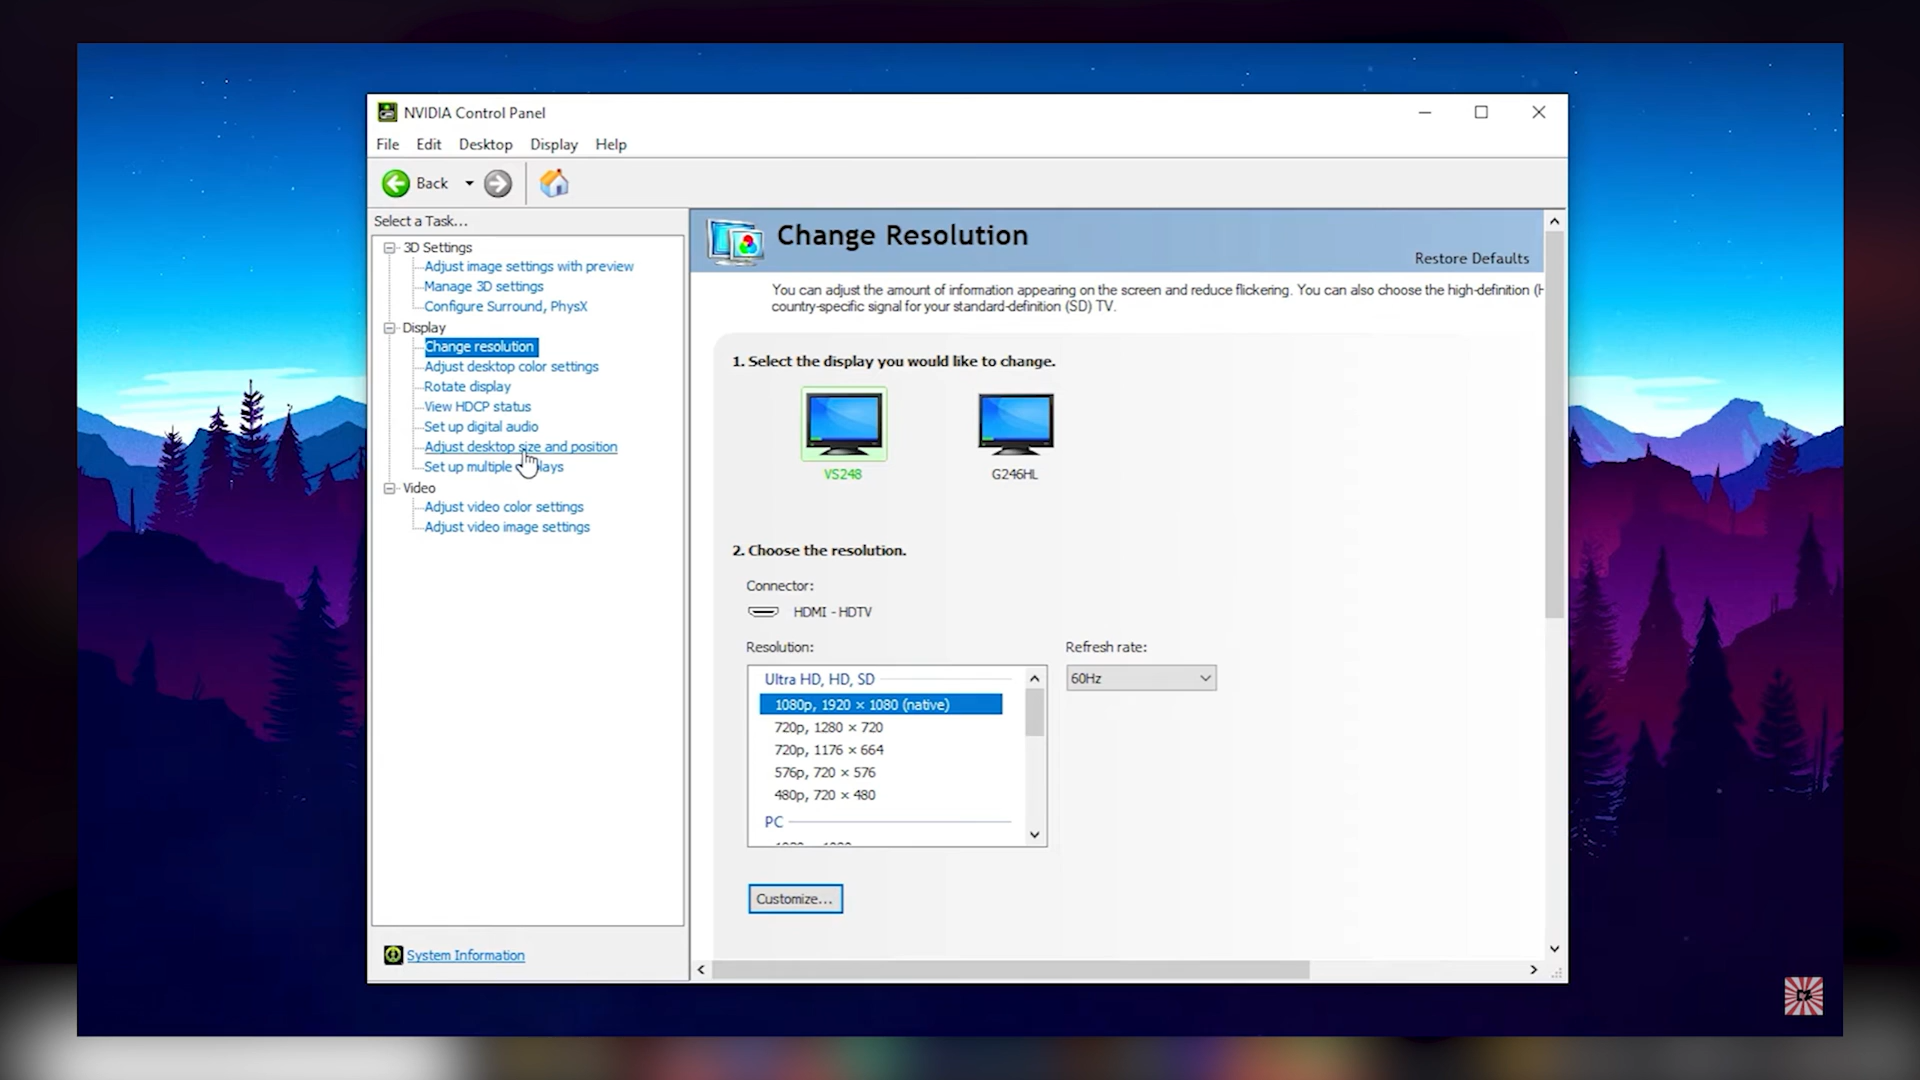 NVIDIA Control Panel
File Edit Desktop Display Help
Back
Select a Task...
3D Settings
Adjust image settings with preview
Manage 3D settings
Configure Surround, PhysX
Display
Change resolution
Adjust desktop color settings
Rotate display
View HDCP status
Set up digital audio
Adjust desktop size and position
Set up multiple
Video
Adjust video color settings
Adjust video image settings
System Information
Change Resolution
Restore Defaults
You can adjust the amount of information appearing on the screen and reduce flickering. You can also choose the high-definition (H
country-specific signal for your standard-definition (SD) TV.
1. Select the display you would like to change.
VS248
G246HL
2. Choose the resolution.
Connector:
HDMI - HDTV
Resolution:
Ultra HD, HD, SD
1080p, 1920 × 1080 (native)
720p, 1280 × 720
720p, 1176 × 664
576p, 720 × 576
480p, 720 × 480
PC
Refresh rate:
60Hz
Customize...